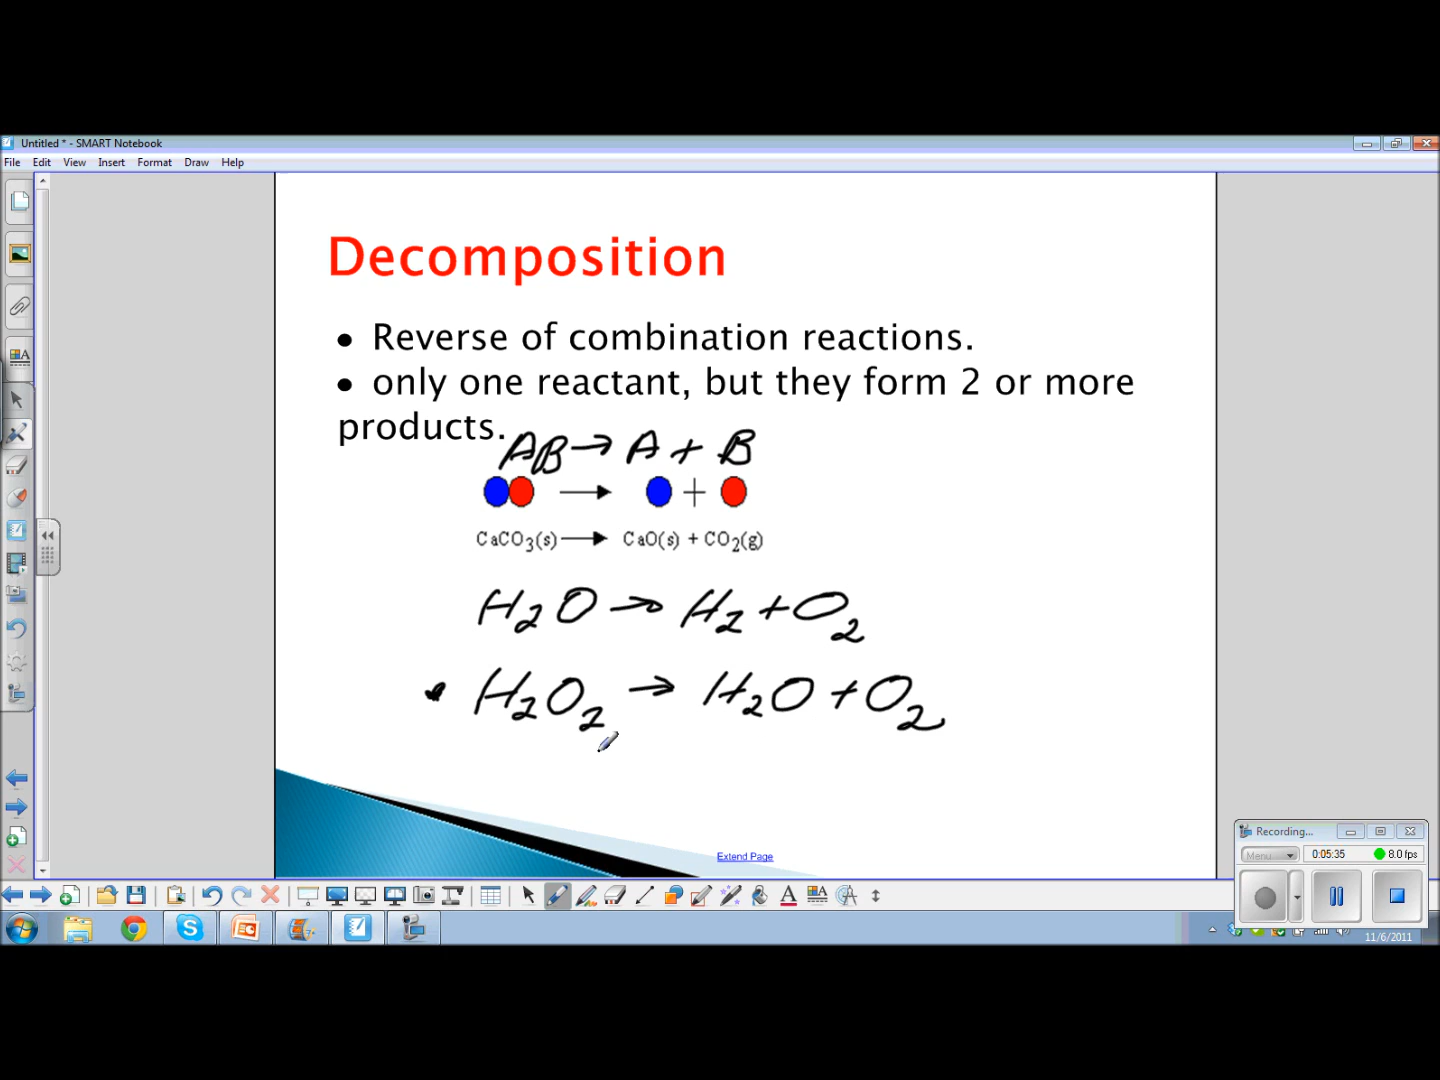 Untitled * - SMART Notebook
File Edit View Insert Format Draw Help
Decomposition
• Reverse of combination reactions.
• only one reactant, but they form 2 or more
products.
AB → A + B
+
CaCO₃(s) → CaO(s) + CO₂(g)
H₂O → H₂ + O₂
• H₂O₂ → H₂O + O₂
Extend Page
Recording...
Menu 0:05:35 8.0 fps
11/6/2011